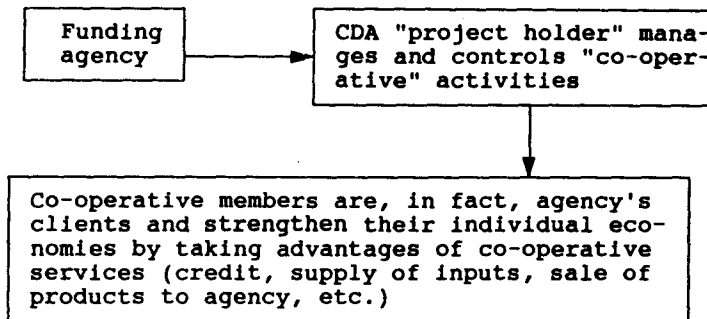 Funding
agency
CDA "project holder" mana-
ges and controls "co-oper-
ative" activities
Co-operative members are, in fact, agency's
clients and strengthen their individual eco-
nomies by taking advantages of co-operative
services (credit, supply of inputs, sale of
products to agency, etc.)